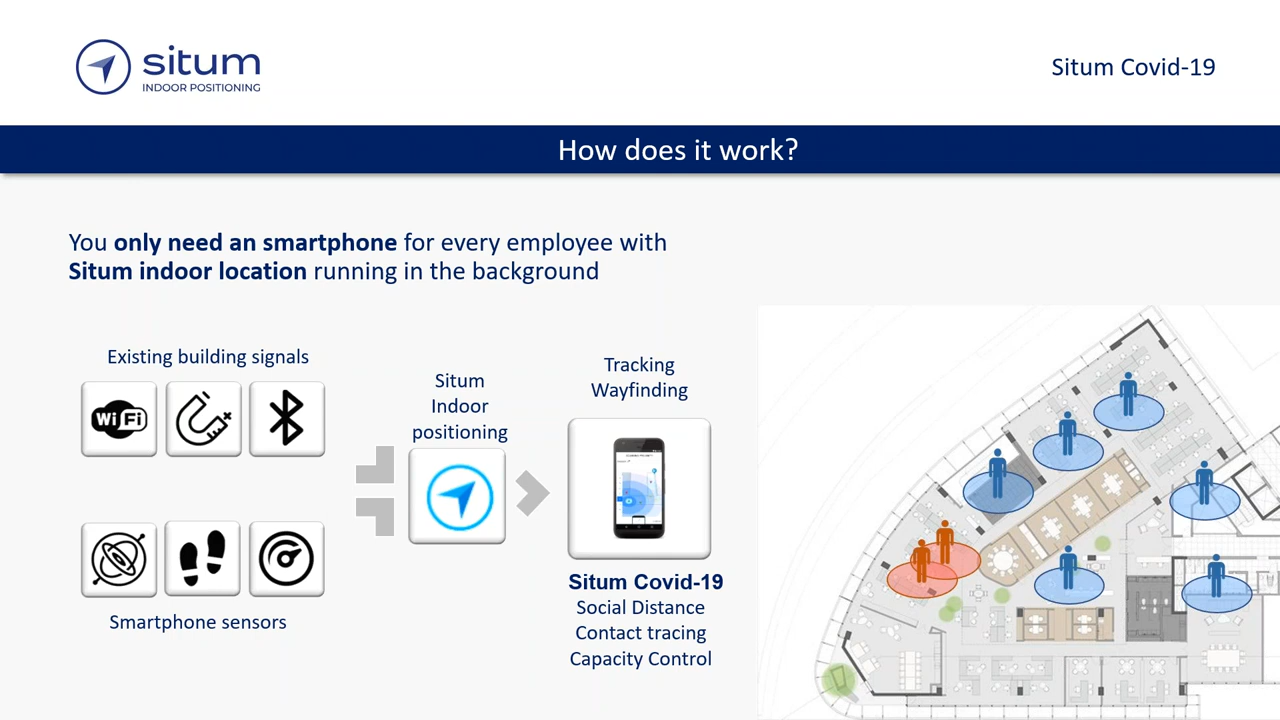 situm
INDOOR POSITIONING
Situm Covid-19
How does it work?
You only need an smartphone for every employee with
Situm indoor location running in the background
Existing building signals
Wi Fi
Smartphone sensors
Situm
Indoor
positioning
Tracking
Wayfinding
Situm Covid-19
Social Distance
Contact tracing
Capacity Control